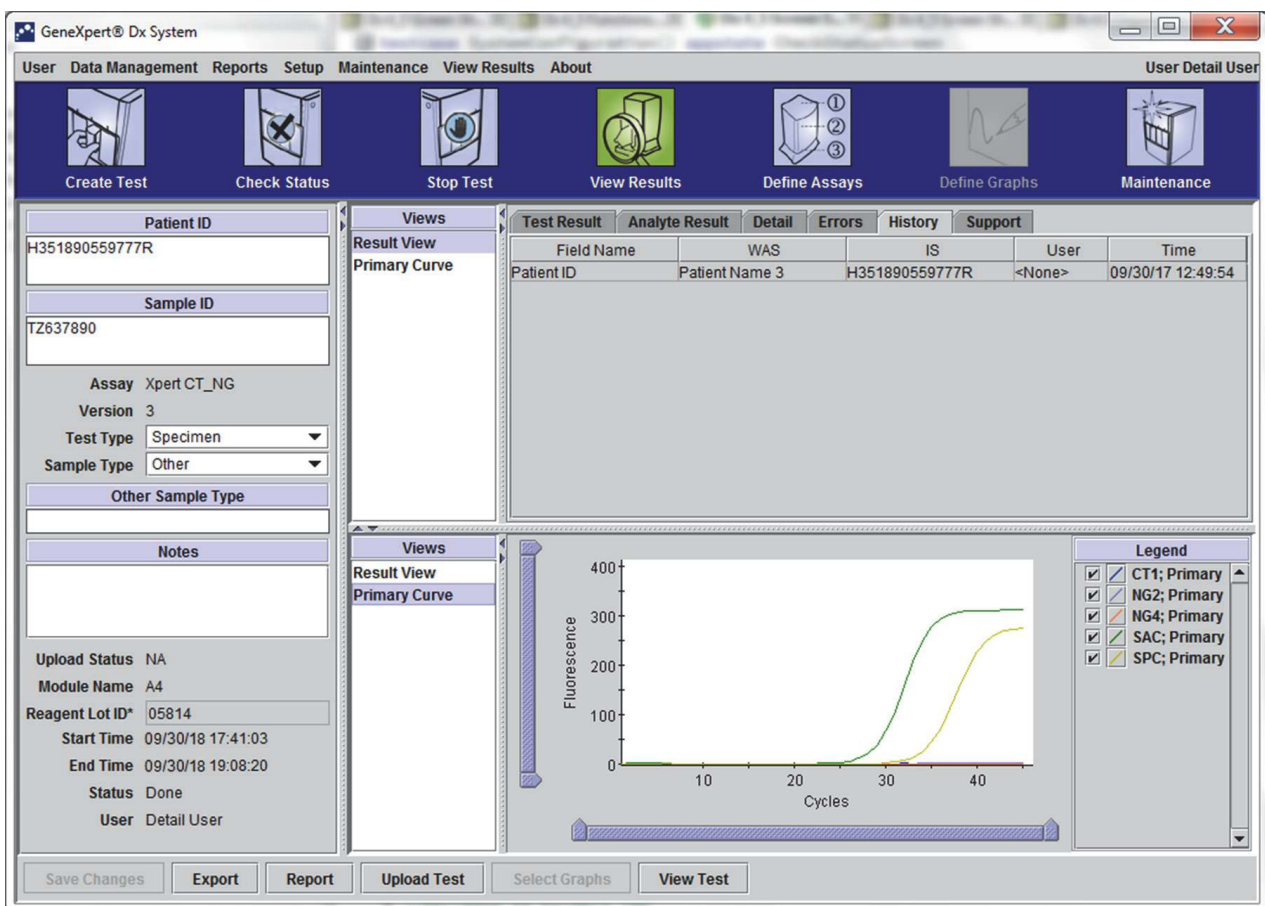 GeneXpert® Dx System
User Data Management Reports Setup Maintenance View Results About User Detail User
Create Test Check Status Stop Test View Results Define Assays Define Graphs Maintenance
Patient ID
H351890559777R
Sample ID
TZ637890
Assay Xpert CT_NG
Version 3
Test Type Specimen
Sample Type Other
Other Sample Type
Notes
Upload Status NA
Module Name A4
Reagent Lot ID* 05814
Start Time 09/30/18 17:41:03
End Time 09/30/18 19:08:20
Status Done
User Detail User
Views
Result View
Primary Curve
Test Result Analyte Result Detail Errors History Support
Field Name WAS IS User Time
Patient ID Patient Name 3 H351890559777R <None> 09/30/17 12:49:54
Views
Result View
Primary Curve
400
300
200
100
0
Fluorescence
10 20 30 40
Cycles
Legend
CT1; Primary
NG2; Primary
NG4; Primary
SAC; Primary
SPC; Primary
Save Changes Export Report Upload Test Select Graphs View Test